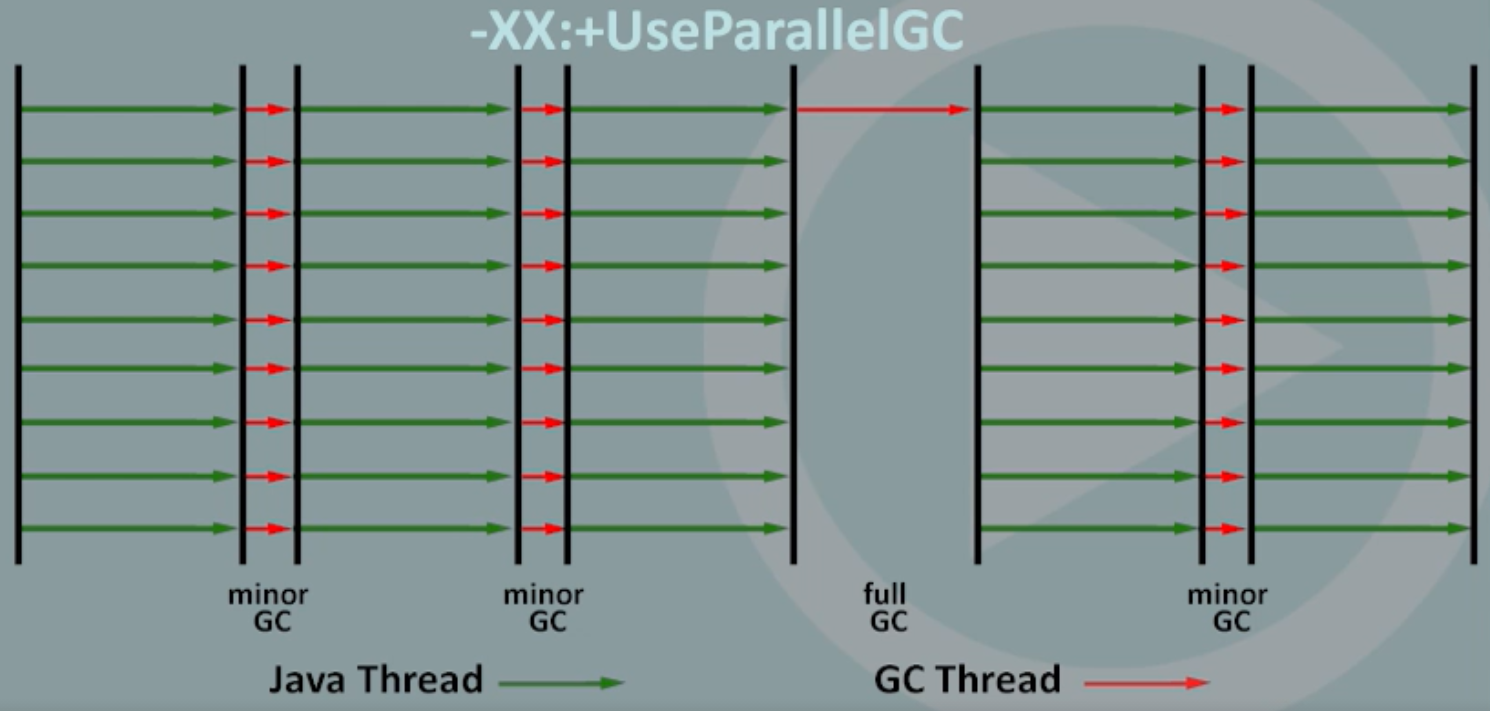 -XX:+UseParallelGC
minor
GC
minor
GC
full
GC
minor
GC
Java Thread
GC Thread